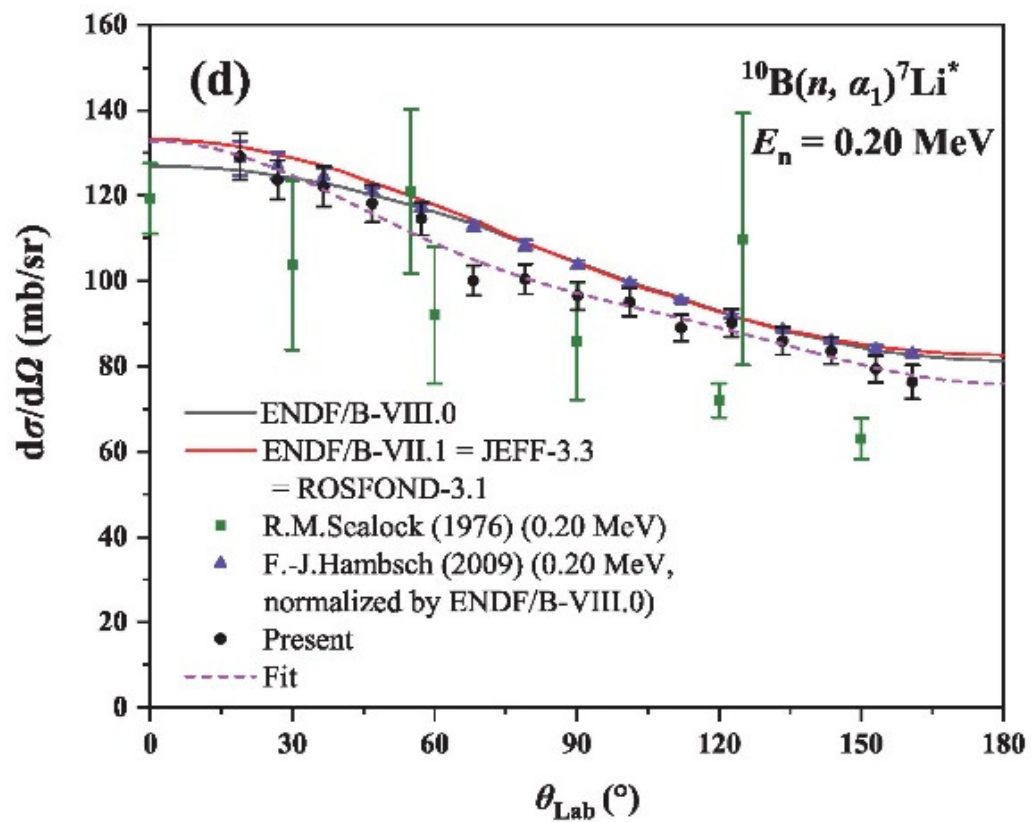 160
140
120
100
80
60
40
20
0
dσ/dΩ (mb/sr)
(d)
¹⁰B(n, α₁)⁷Li*
Eₙ = 0.20 MeV
ENDF/B-VIII.0
ENDF/B-VII.1 = JEFF-3.3
= ROSFOND-3.1
R.M.Sealock (1976) (0.20 MeV)
F.-J.Hambsch (2009) (0.20 MeV,
normalized by ENDF/B-VIII.0)
Present
Fit
0 30 60 90 120 150 180
θLab (°)